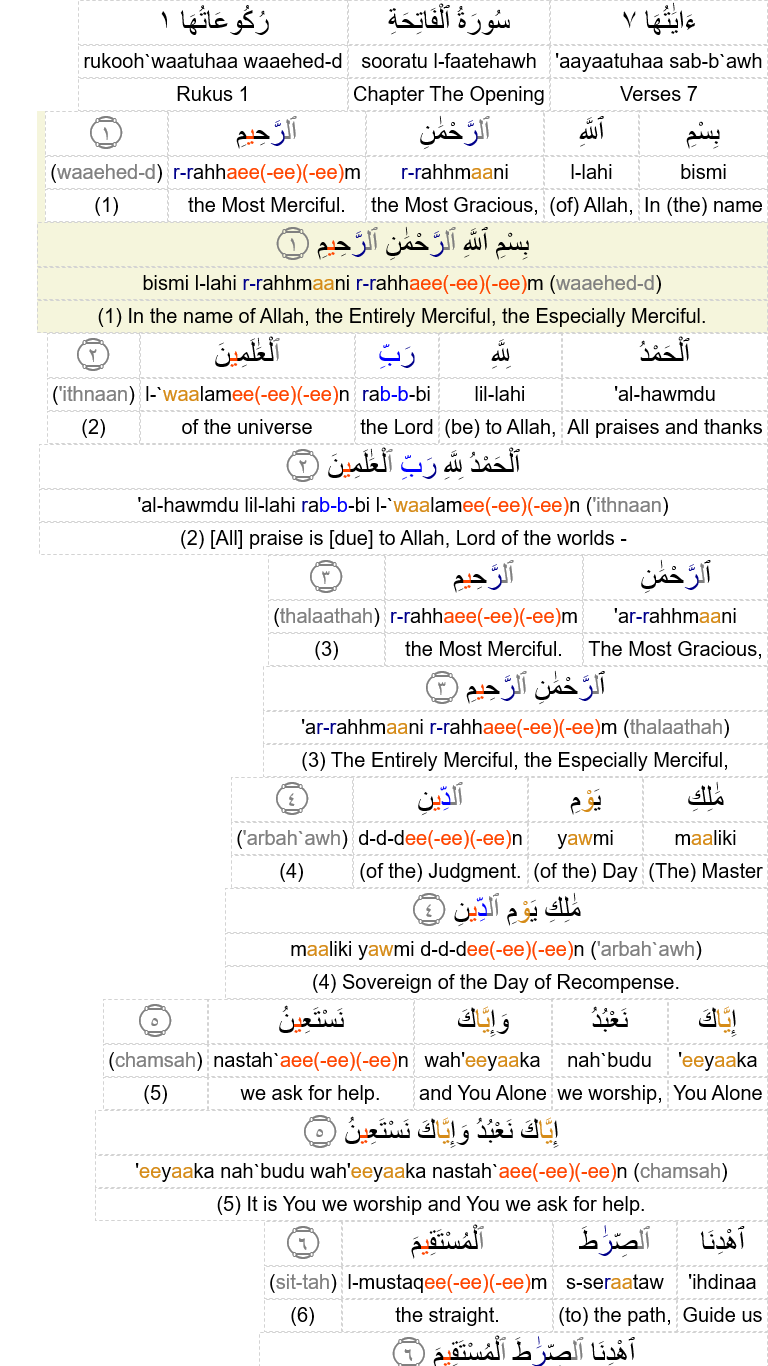 ءَايَٰتُهَا ٧ سُورَةُ ٱلْفَاتِحَةِ رُكُوعَاتُهَا ١
rukooh`waatuhaa waaehed-d sooratu l-faatehawh 'aayaatuhaa sab-b`awh
Rukus 1 Chapter The Opening Verses 7
بِسْمِ ٱللَّهِ ٱلرَّحْمَٰنِ ٱلرَّحِيمِ ١
(waaehed-d) r-rahhaee(-ee)(-ee)m r-rahhmaani l-lahi bismi
(1) the Most Merciful. the Most Gracious, (of) Allah, In (the) name
بِسْمِ ٱللَّهِ ٱلرَّحْمَٰنِ ٱلرَّحِيمِ ١
bismi l-lahi r-rahhmaani r-rahhaee(-ee)(-ee)m (waaehed-d)
(1) In the name of Allah, the Entirely Merciful, the Especially Merciful.
ٱلْحَمْدُ لِلَّهِ رَبِّ ٱلْعَٰلَمِينَ ٢
('ithnaan) l-`waalamee(-ee)(-ee)n rab-b-bi lil-lahi 'al-hawmdu
(2) of the universe the Lord (be) to Allah, All praises and thanks
ٱلْحَمْدُ لِلَّهِ رَبِّ ٱلْعَٰلَمِينَ ٢
'al-hawmdu lil-lahi rab-b-bi l-`waalamee(-ee)(-ee)n ('ithnaan)
(2) [All] praise is [due] to Allah, Lord of the worlds -
ٱلرَّحْمَٰنِ ٱلرَّحِيمِ ٣
(thalaathah) r-rahhaee(-ee)(-ee)m 'ar-rahhmaani
(3) the Most Merciful. The Most Gracious,
ٱلرَّحْمَٰنِ ٱلرَّحِيمِ ٣
'ar-rahhmaani r-rahhaee(-ee)(-ee)m (thalaathah)
(3) The Entirely Merciful, the Especially Merciful,
مَٰلِكِ يَوْمِ ٱلدِّينِ ٤
('arbah`awh) d-d-dee(-ee)(-ee)n yawmi maaliki
(4) (of the) Judgment. (of the) Day (The) Master
مَٰلِكِ يَوْمِ ٱلدِّينِ ٤
maaliki yawmi d-d-dee(-ee)(-ee)n ('arbah`awh)
(4) Sovereign of the Day of Recompense.
إِيَّاكَ نَعْبُدُ وَإِيَّاكَ نَسْتَعِينُ ٥
(chamsah) nastah`aee(-ee)(-ee)n wah'eeyaaka nah`budu 'eeyaaka
(5) we ask for help. and You Alone we worship, You Alone
إِيَّاكَ نَعْبُدُ وَإِيَّاكَ نَسْتَعِينُ ٥
'eeyaaka nah`budu wah'eeyaaka nastah`aee(-ee)(-ee)n (chamsah)
(5) It is You we worship and You we ask for help.
ٱهْدِنَا ٱلصِّرَٰطَ ٱلْمُسْتَقِيمَ ٦
(sit-tah) l-mustaqee(-ee)(-ee)m s-seraataw 'ihdinaa
(6) the straight. (to) the path, Guide us
ٱهْدِنَا ٱلصِّرَٰطَ ٱلْمُسْتَقِيمَ ٦